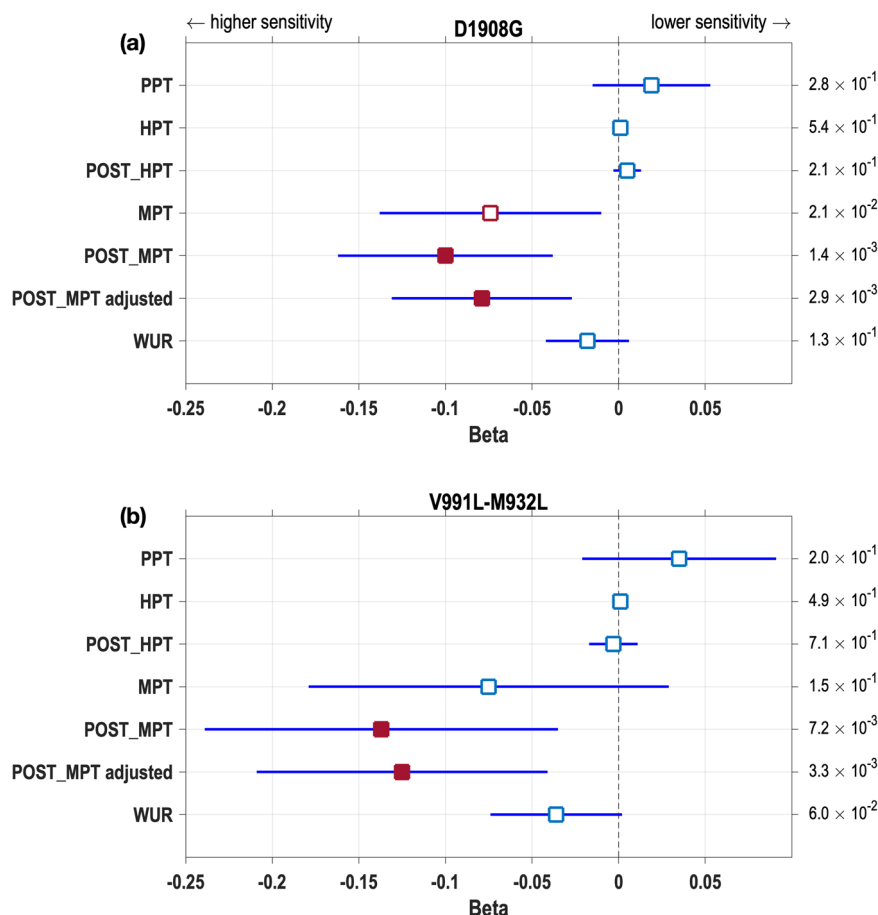 ← higher sensitivity lower sensitivity →
(a) D1908G
PPT 2.8 × 10⁻¹
HPT 5.4 × 10⁻¹
POST_HPT 2.1 × 10⁻¹
MPT 2.1 × 10⁻²
POST_MPT 1.4 × 10⁻³
POST_MPT adjusted 2.9 × 10⁻³
WUR 1.3 × 10⁻¹
-0.25 -0.2 -0.15 -0.1 -0.05 0 0.05
Beta
(b) V991L-M932L
PPT 2.0 × 10⁻¹
HPT 4.9 × 10⁻¹
POST_HPT 7.1 × 10⁻¹
MPT 1.5 × 10⁻¹
POST_MPT 7.2 × 10⁻³
POST_MPT adjusted 3.3 × 10⁻³
WUR 6.0 × 10⁻²
-0.25 -0.2 -0.15 -0.1 -0.05 0 0.05
Beta